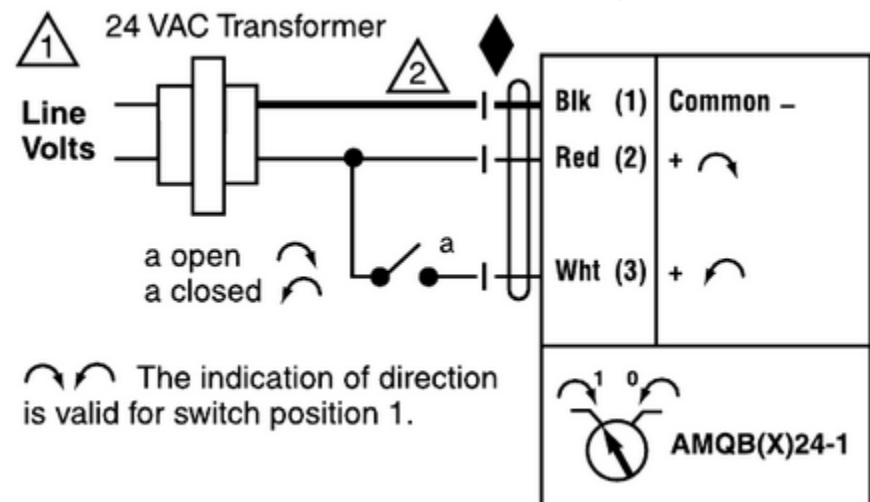 1
24 VAC Transformer
2
Line
Volts
Blk (1) Common –
Red (2) +
a
a open
a closed
Wht (3) +
The indication of direction
is valid for switch position 1.
1 0
AMQB(X)24-1